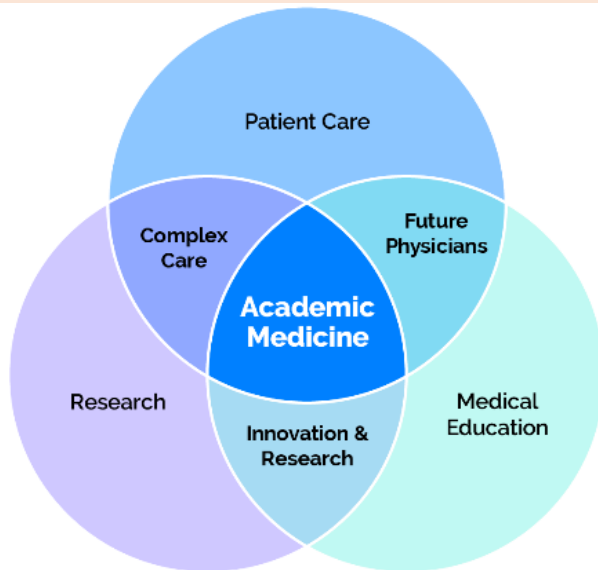 Patient Care
Complex
Care
Future
Physicians
Academic
Medicine
Research
Medical
Education
Innovation &
Research